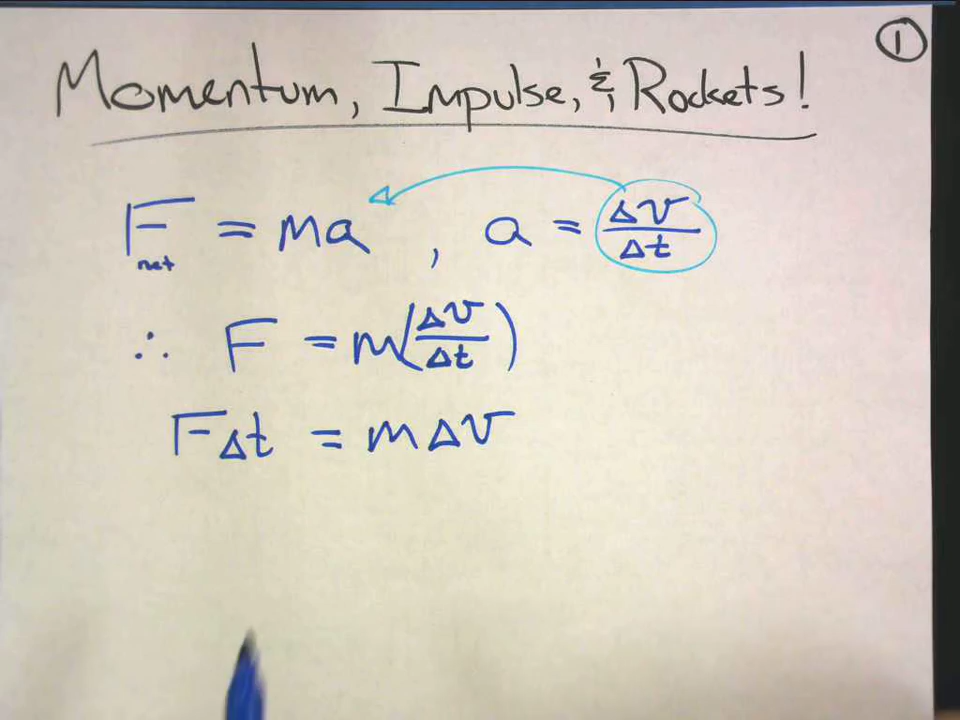 ①
Momentum, Impulse, & Rockets!
F_net = ma , a = Δv/Δt
∴ F = m(Δv/Δt)
FΔt = mΔv